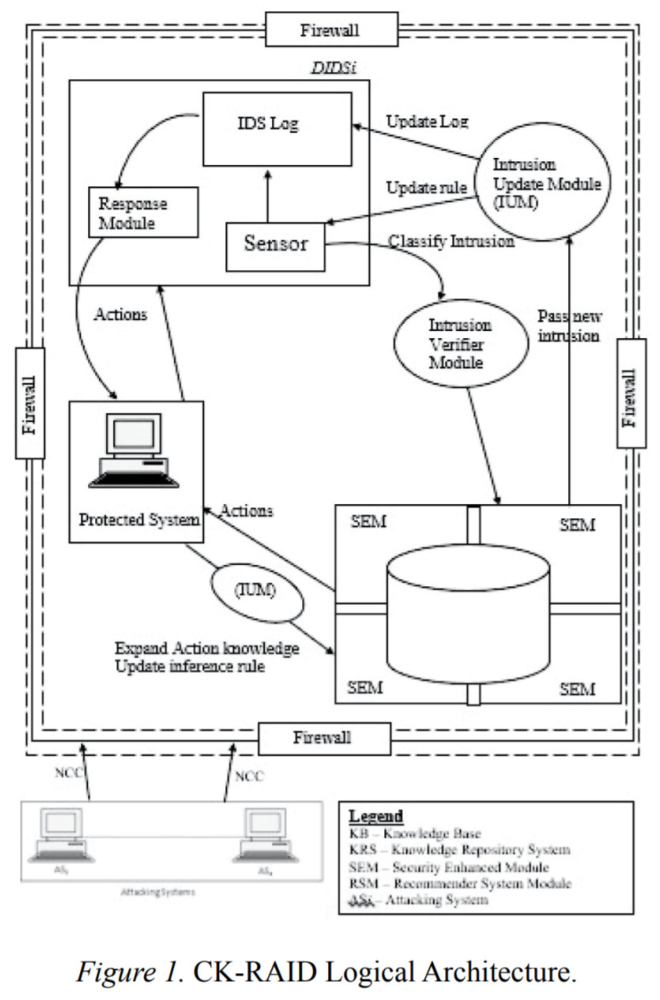 Firewall
DIDSi
IDS Log
Update Log
Intrusion
Update Module
(IUM)
Response
Module
Update rule
Sensor
Classify Intrusion
Actions
Intrusion
Verifier
Module
Pass new
intrusion
Firewall
Firewall
Protected System
Actions
SEM
SEM
(IUM)
Expand Action knowledge
Update inference rule
SEM
SEM
Firewall
NCC
NCC
Attacking Systems
Legend
KB – Knowledge Base
KRS – Knowledge Repository System
SEM – Security Enhanced Module
RSM – Recommender System Module
ASi – Attacking System
Figure 1. CK-RAID Logical Architecture.